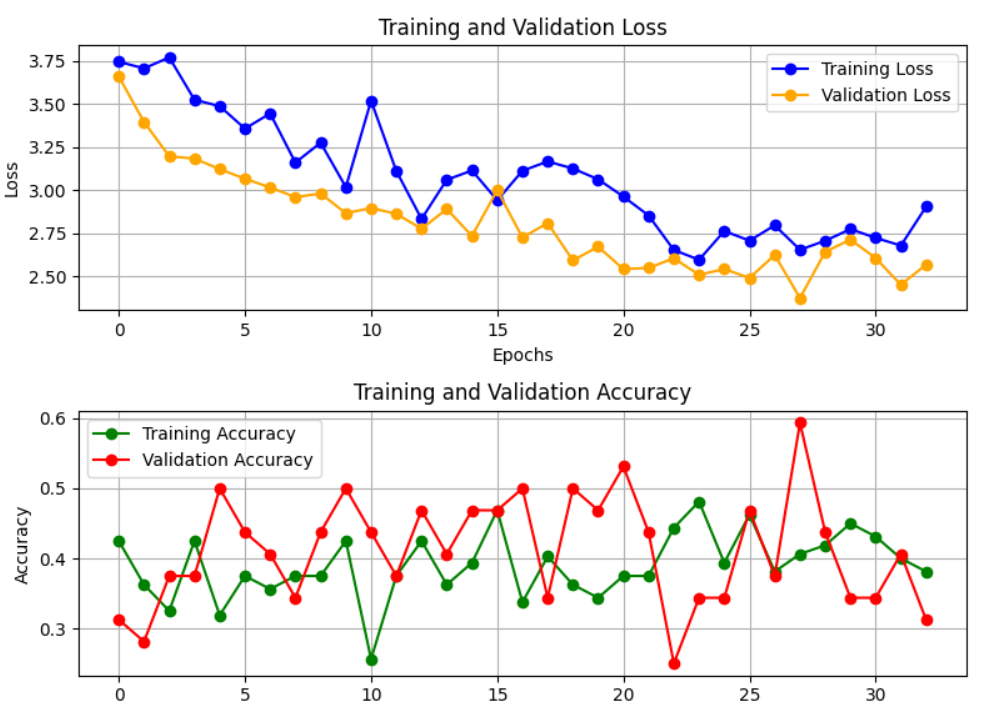 Training and Validation Loss
3.75
3.50
3.25
3.00
2.75
2.50
Loss
Training Loss
Validation Loss
0 5 10 15 20 25 30
Epochs
Training and Validation Accuracy
0.6
0.5
0.4
0.3
Accuracy
Training Accuracy
Validation Accuracy
0 5 10 15 20 25 30